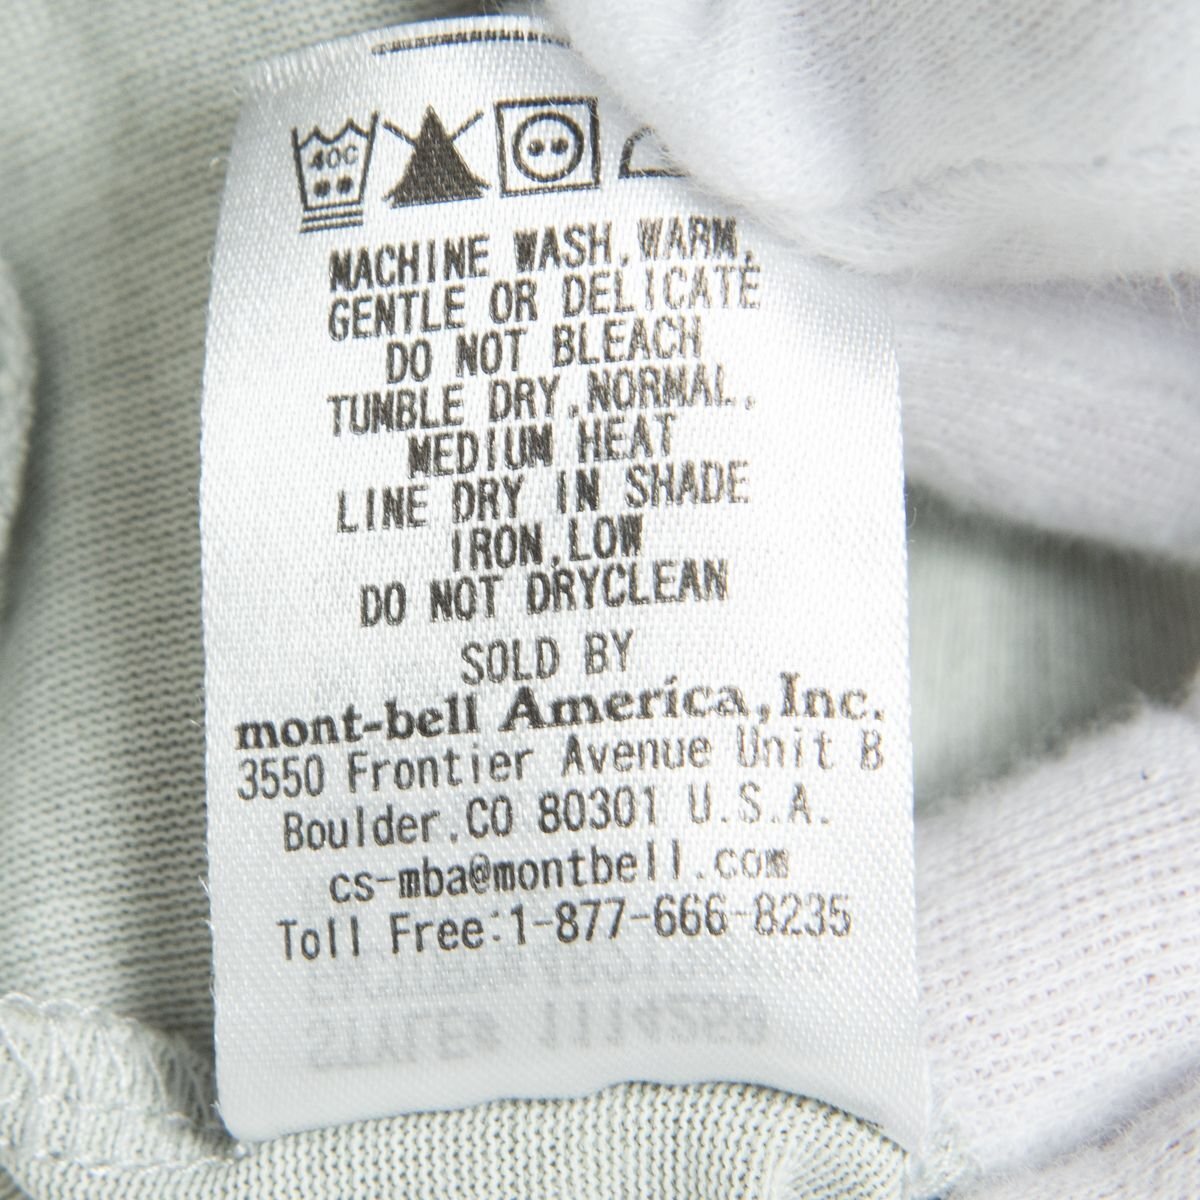 40C
MACHINE WASH,WARM,
GENTLE OR DELICATE
DO NOT BLEACH
TUMBLE DRY,NORMAL,
MEDIUM HEAT
LINE DRY IN SHADE
IRON,LOW
DO NOT DRYCLEAN
SOLD BY
mont-bell America,Inc.
3550 Frontier Avenue Unit B
Boulder,CO 80301 U.S.A.
cs-mba@montbell.com
Toll Free:1-877-666-8235